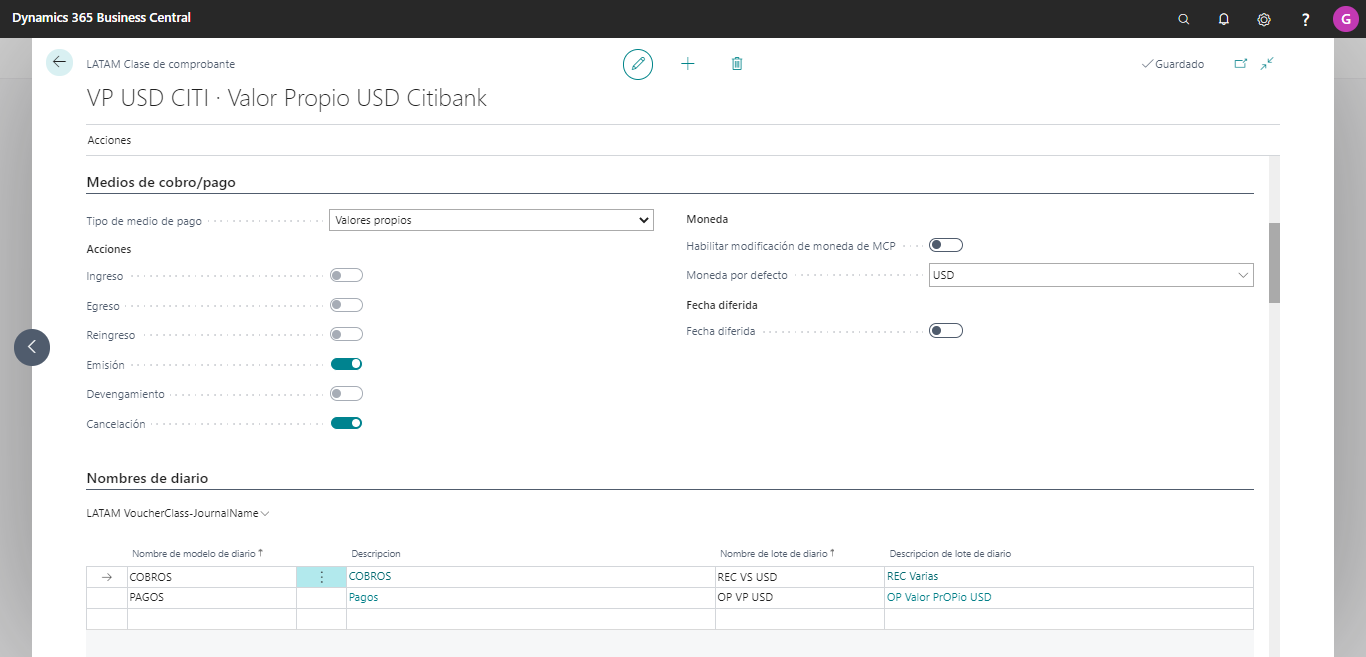 Dynamics 365 Business Central
?
G
LATAM Clase de comprobante
Guardado
VP USD CITI · Valor Propio USD Citibank
Acciones
Medios de cobro/pago
Tipo de medio de pago
Valores propios
Acciones
Ingreso
Egreso
Reingreso
Emisión
Devengamiento
Cancelación
Moneda
Habilitar modificación de moneda de MCP
Moneda por defecto
USD
Fecha diferida
Fecha diferida
Nombres de diario
LATAM VoucherClass-JournalName
Nombre de modelo de diario ↑ Descripcion Nombre de lote de diario ↑ Descripcion de lote de diario
→ COBROS ⋮ COBROS REC VS USD REC Varias
PAGOS Pagos OP VP USD OP Valor PrOPio USD